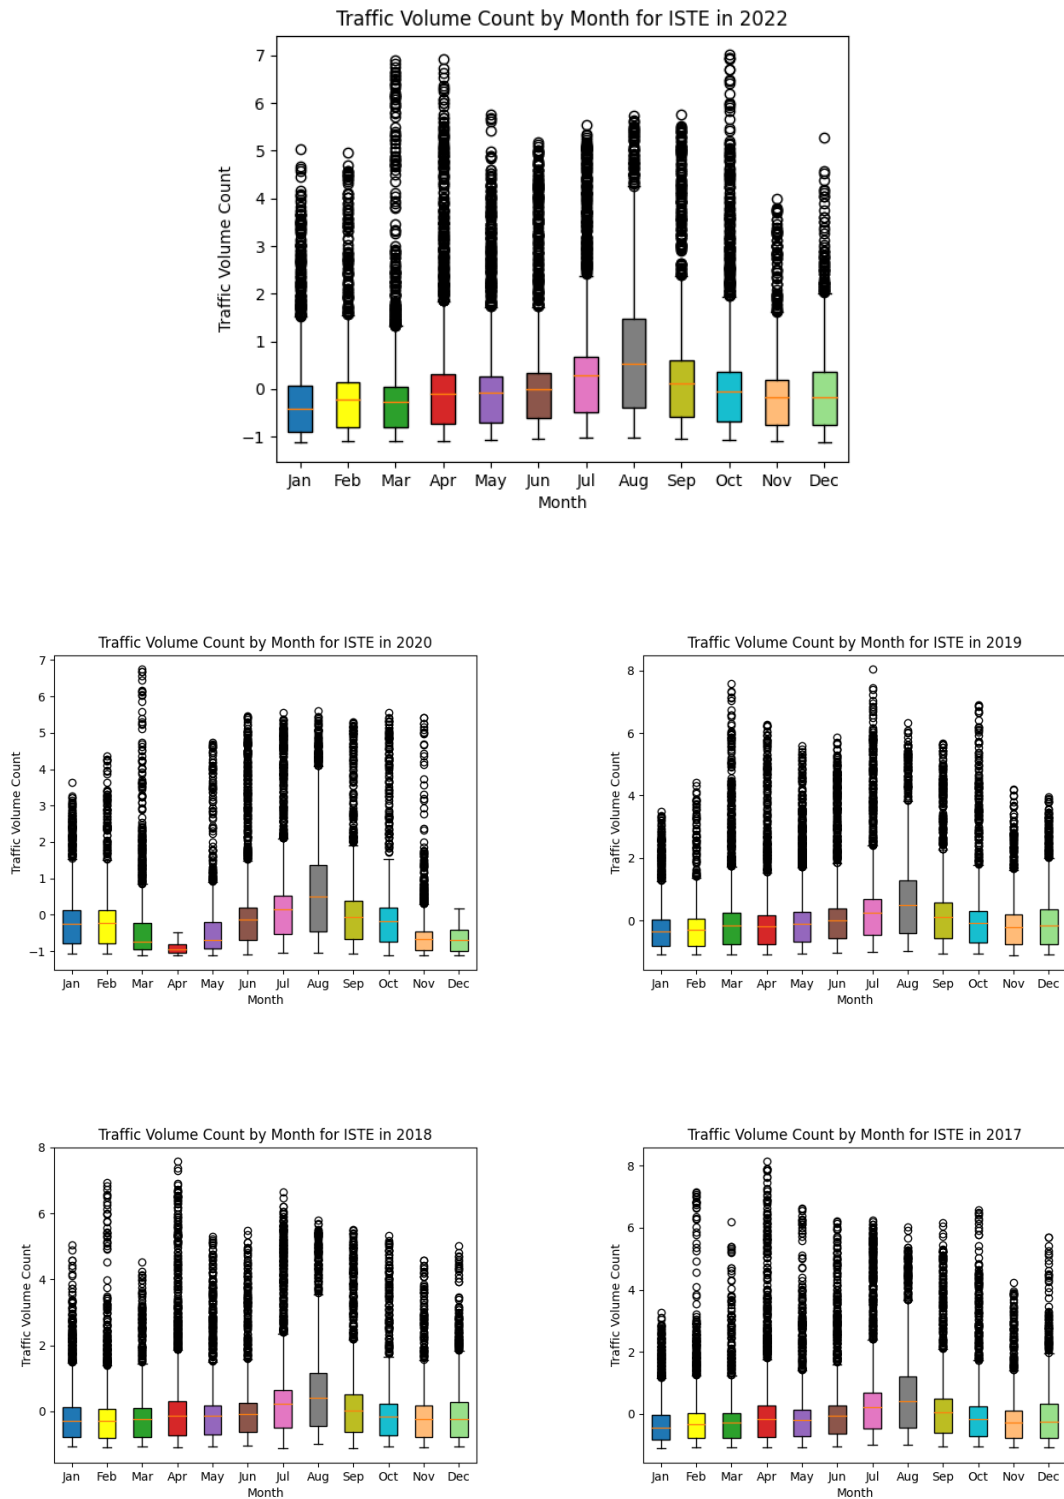 Traffic Volume Count by Month for ISTE in 2022
Traffic Volume Count
7
6
5
4
3
2
1
0
−1
Jan Feb Mar Apr May Jun Jul Aug Sep Oct Nov Dec
Month
Traffic Volume Count by Month for ISTE in 2020
Traffic Volume Count
7
6
5
4
3
2
1
0
−1
Jan Feb Mar Apr May Jun Jul Aug Sep Oct Nov Dec
Month
Traffic Volume Count by Month for ISTE in 2019
Traffic Volume Count
8
6
4
2
0
Jan Feb Mar Apr May Jun Jul Aug Sep Oct Nov Dec
Month
Traffic Volume Count by Month for ISTE in 2018
Traffic Volume Count
8
6
4
2
0
Jan Feb Mar Apr May Jun Jul Aug Sep Oct Nov Dec
Month
Traffic Volume Count by Month for ISTE in 2017
Traffic Volume Count
8
6
4
2
0
Jan Feb Mar Apr May Jun Jul Aug Sep Oct Nov Dec
Month